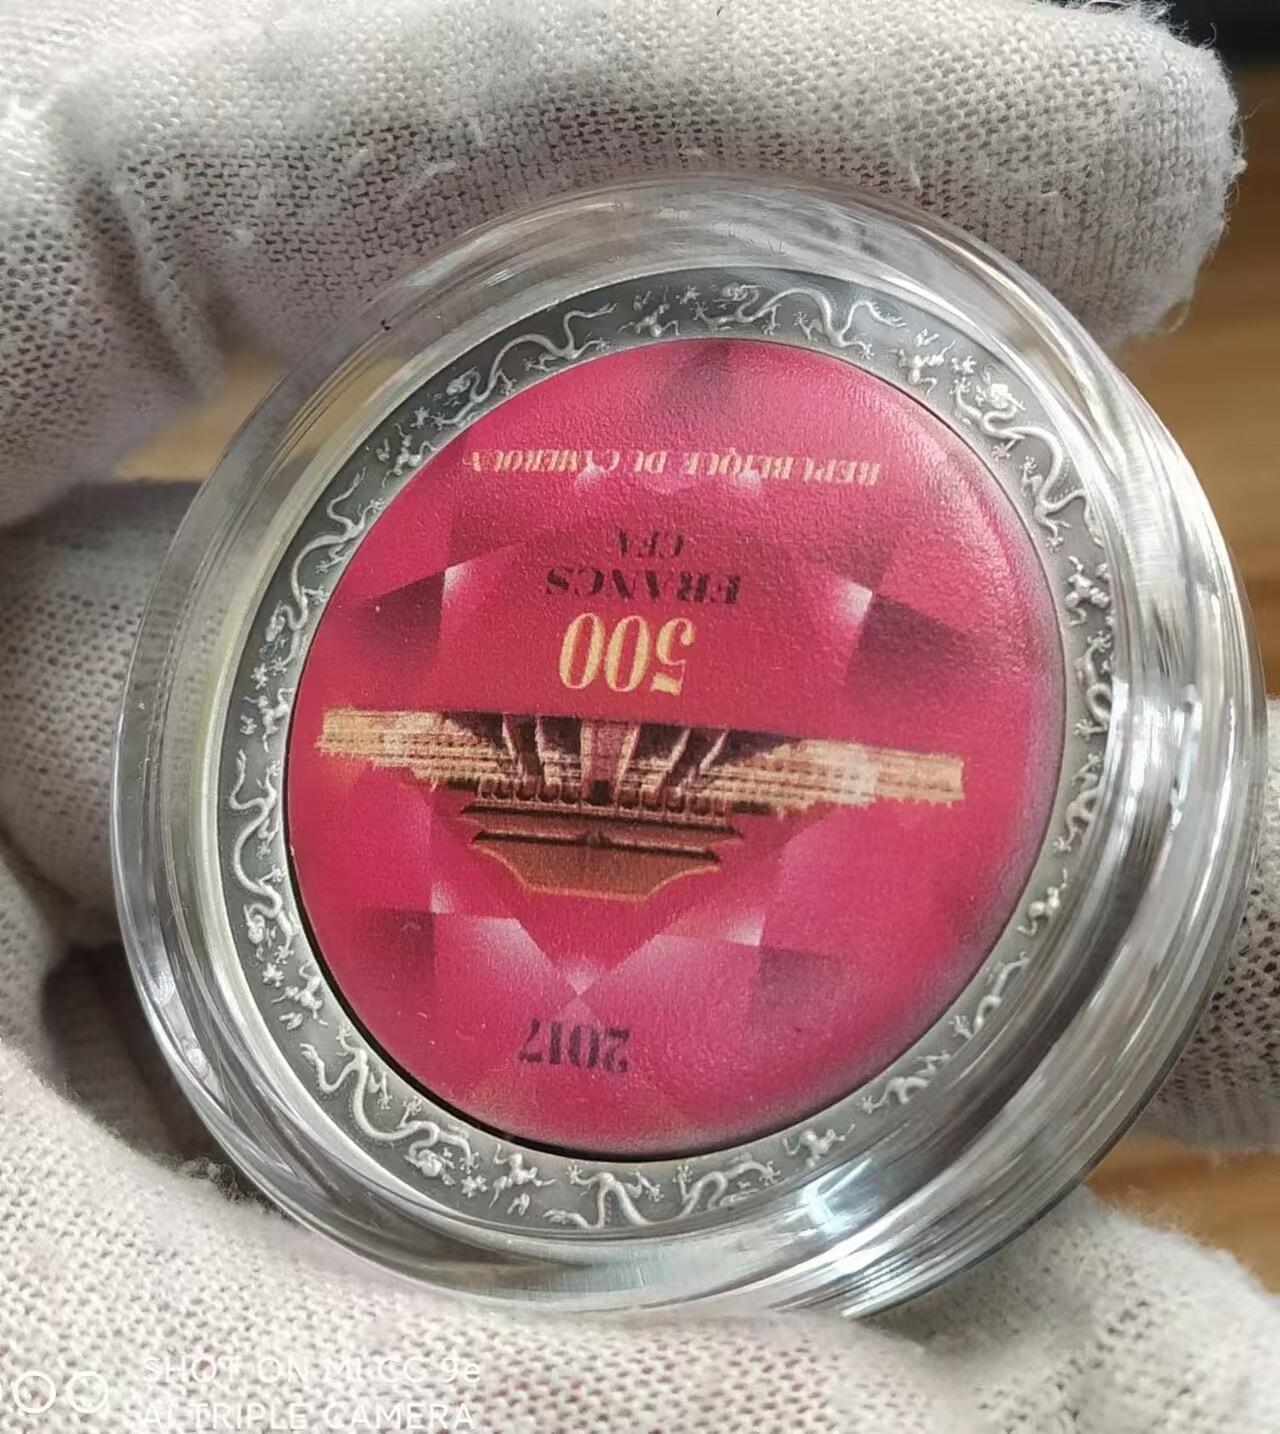 2017
500
FRANCS
CFA
REPUBLIQUE DU CAMEROUN
SHOT ON MI CC 9e
AI TRIPLE CAMERA